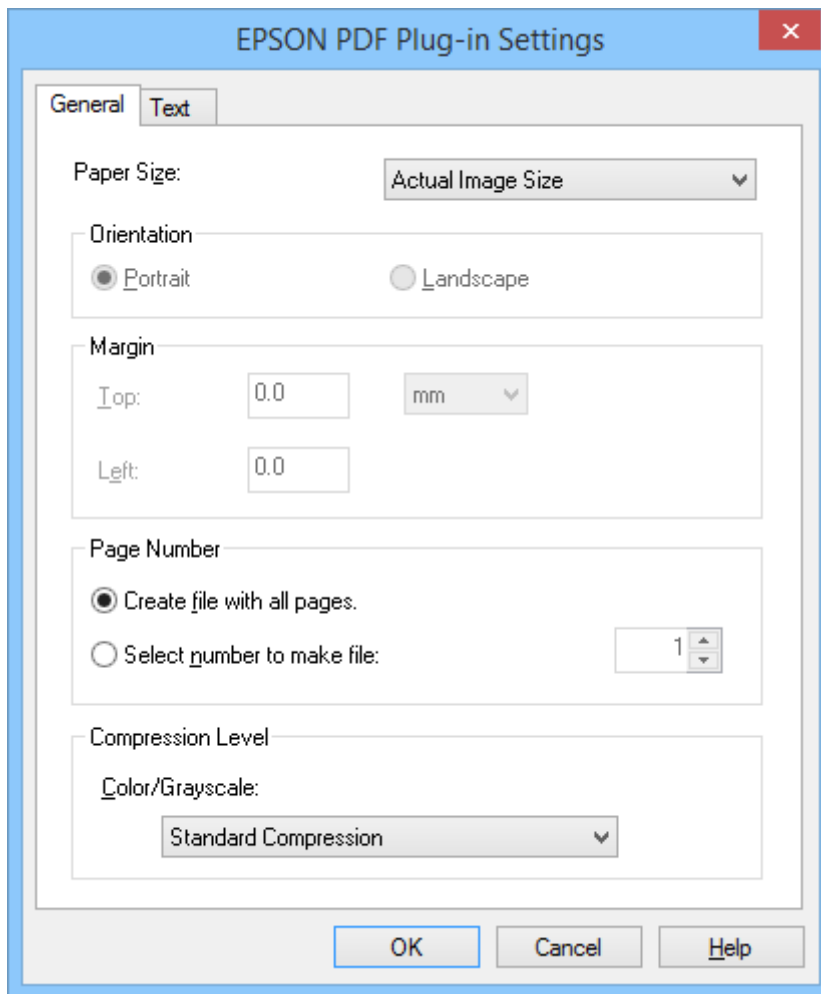 EPSON PDF Plug-in Settings
General Text
Paper Size: Actual Image Size
Orientation
Portrait Landscape
Margin
Top: 0.0 mm
Left: 0.0
Page Number
Create file with all pages.
Select number to make file: 1
Compression Level
Color/Grayscale:
Standard Compression
OK Cancel Help